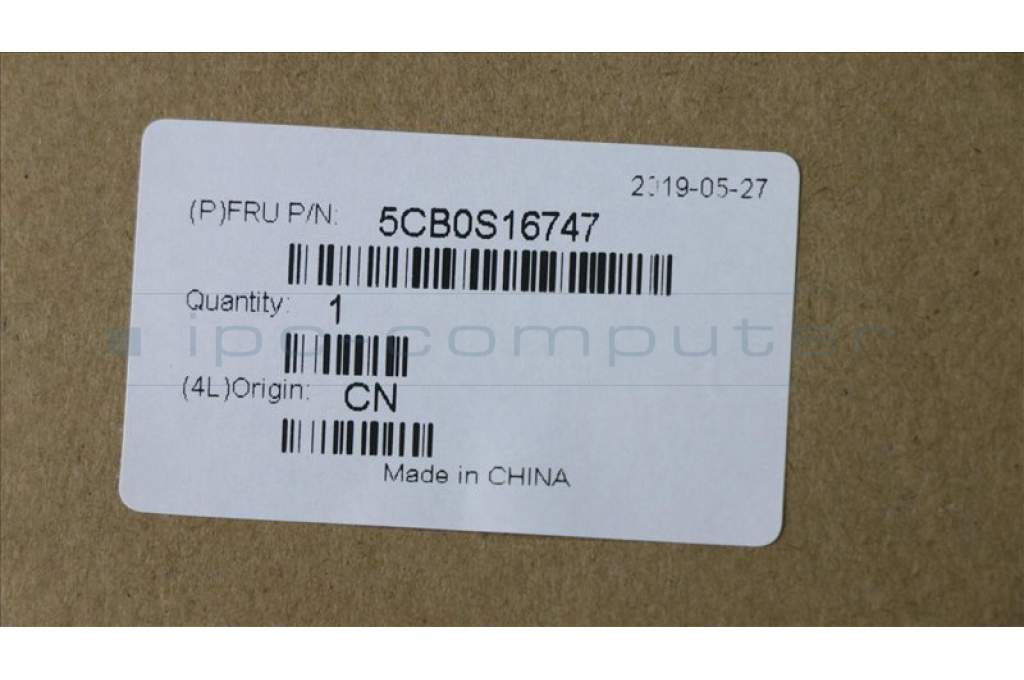 2019-05-27
(P)FRU P/N: 5CB0S16747
Quantity: 1
ipc-computer
(4L)Origin: CN
Made in CHINA